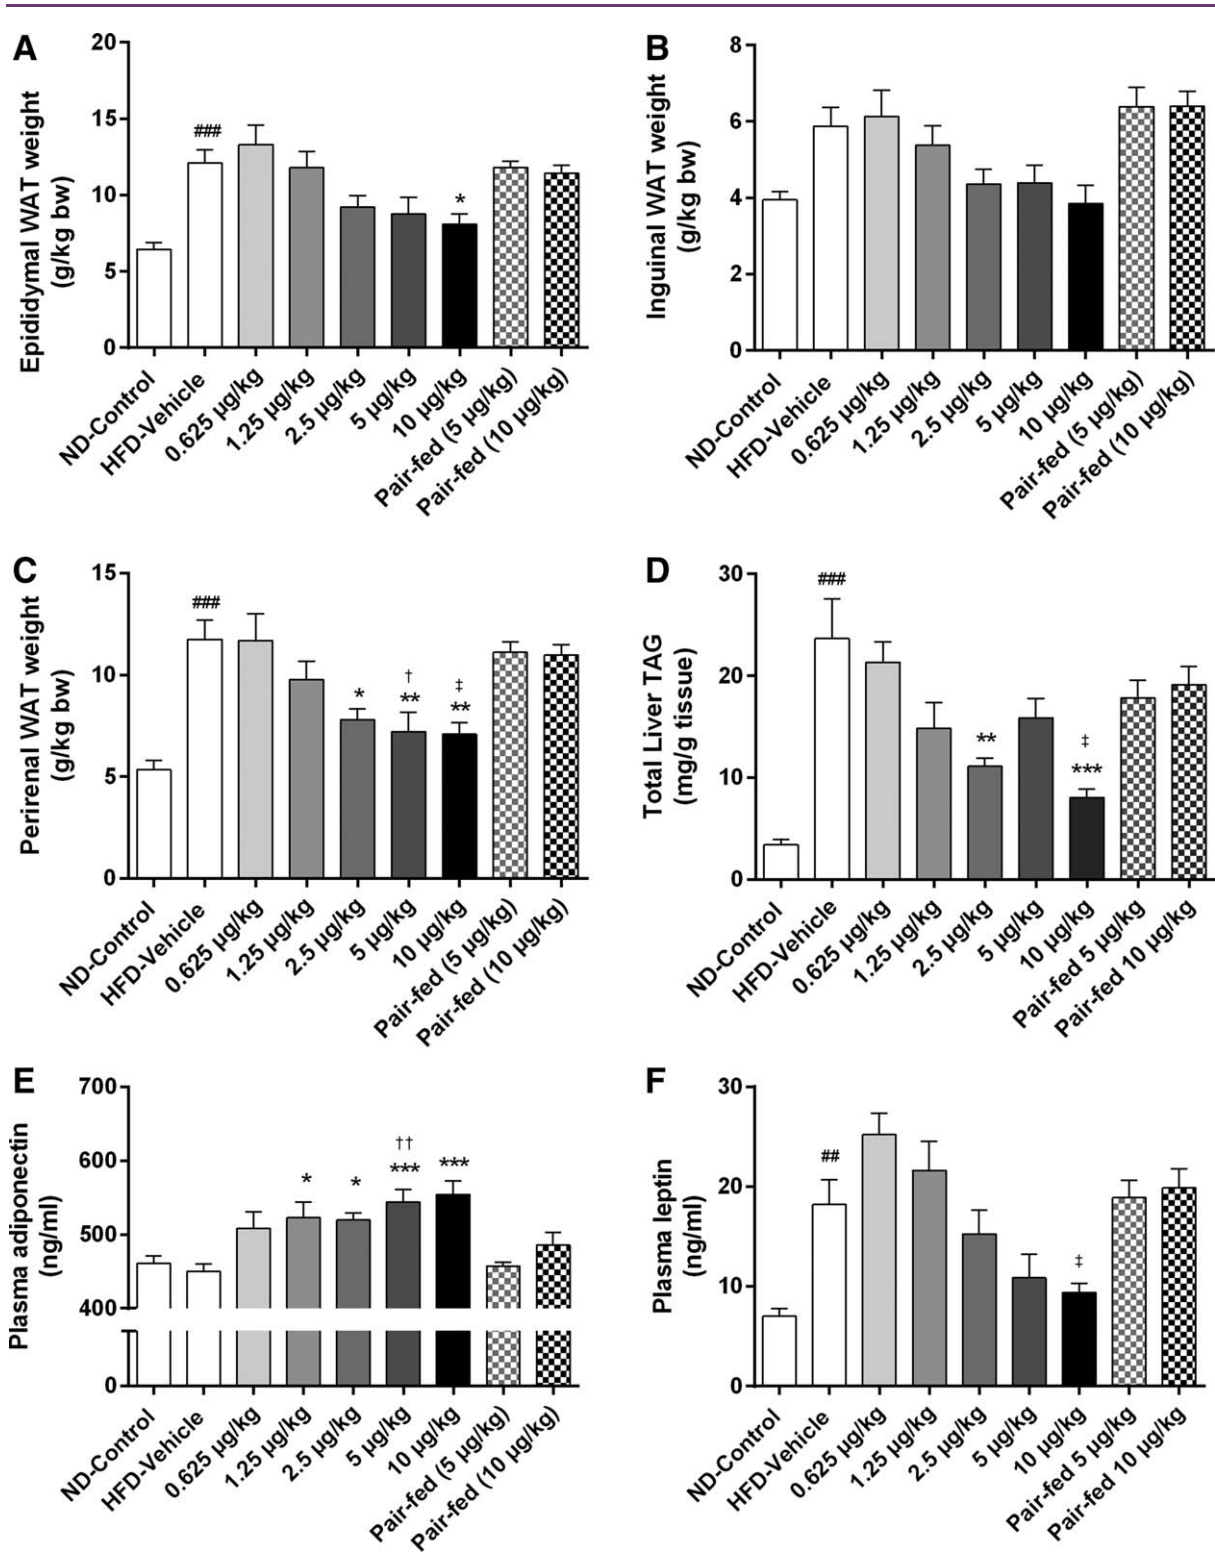 A
Epididymal WAT weight
(g/kg bw)
20
15
10
5
0
###
*
ND-Control
HFD-Vehicle
0.625 µg/kg
1.25 µg/kg
2.5 µg/kg
5 µg/kg
10 µg/kg
Pair-fed (5 µg/kg)
Pair-fed (10 µg/kg)
B
Inguinal WAT weight
(g/kg bw)
8
6
4
2
0
ND-Control
HFD-Vehicle
0.625 µg/kg
1.25 µg/kg
2.5 µg/kg
5 µg/kg
10 µg/kg
Pair-fed (5 µg/kg)
Pair-fed (10 µg/kg)
C
Perirenal WAT weight
(g/kg bw)
15
10
5
0
###
*
†
**
‡
**
ND-Control
HFD-Vehicle
0.625 µg/kg
1.25 µg/kg
2.5 µg/kg
5 µg/kg
10 µg/kg
Pair-fed (5 µg/kg)
Pair-fed (10 µg/kg)
D
Total Liver TAG
(mg/g tissue)
30
20
10
0
###
**
‡
***
ND-Control
HFD-Vehicle
0.625 µg/kg
1.25 µg/kg
2.5 µg/kg
5 µg/kg
10 µg/kg
Pair-fed 5 µg/kg
Pair-fed 10 µg/kg
E
Plasma adiponectin
(ng/ml)
700
600
500
400
0
*
*
††
***
***
ND-Control
HFD-Vehicle
0.625 µg/kg
1.25 µg/kg
2.5 µg/kg
5 µg/kg
10 µg/kg
Pair-fed (5 µg/kg)
Pair-fed (10 µg/kg)
F
Plasma leptin
(ng/ml)
30
20
10
0
##
‡
ND-Control
HFD-Vehicle
0.625 µg/kg
1.25 µg/kg
2.5 µg/kg
5 µg/kg
10 µg/kg
Pair-fed 5 µg/kg
Pair-fed 10 µg/kg